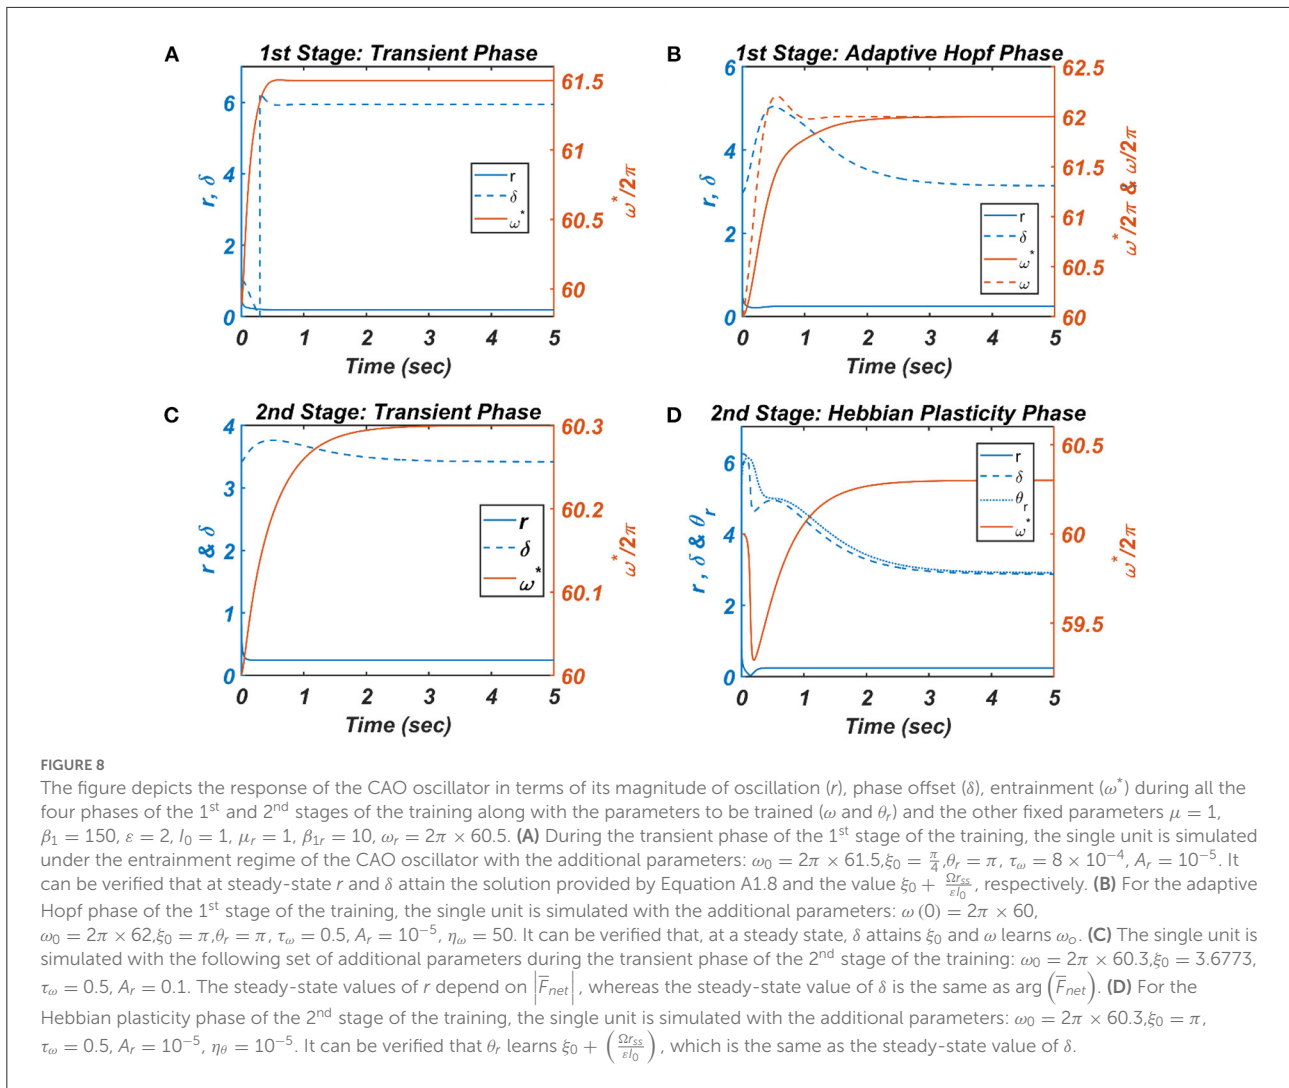 A
1st Stage: Transient Phase
r, δ
6
4
2
0
r
δ
ω*
61.5
61
60.5
60
ω*/2π
0 1 2 3 4 5
Time (sec)
B
1st Stage: Adaptive Hopf Phase
r, δ
6
4
2
0
r
δ
ω*
ω
62.5
62
61.5
61
60.5
60
ω*/2π & ω/2π
0 1 2 3 4 5
Time (sec)
C
2nd Stage: Transient Phase
r & δ
4
3
2
1
0
r
δ
ω*
60.3
60.2
60.1
60
ω*/2π
0 1 2 3 4 5
Time (sec)
D
2nd Stage: Hebbian Plasticity Phase
r , δ & θr
6
4
2
0
r
δ
θr
ω*
60.5
60
59.5
ω*/2π
0 1 2 3 4 5
Time (sec)
FIGURE 8
The figure depicts the response of the CAO oscillator in terms of its magnitude of oscillation (r), phase offset (δ), entrainment (ω*) during all the
four phases of the 1st and 2nd stages of the training along with the parameters to be trained (ω and θr) and the other fixed parameters μ = 1,
β1 = 150, ε = 2, I0 = 1, μr = 1, β1r = 10, ωr = 2π × 60.5. (A) During the transient phase of the 1st stage of the training, the single unit is simulated
under the entrainment regime of the CAO oscillator with the additional parameters: ω0 = 2π × 61.5,ξ0 = π/4,θr = π, τω = 8 × 10−4, Ar = 10−5. It
can be verified that at steady-state r and δ attain the solution provided by Equation A1.8 and the value ξ0 + Ωrss/εI0, respectively. (B) For the adaptive
Hopf phase of the 1st stage of the training, the single unit is simulated with the additional parameters: ω (0) = 2π × 60,
ω0 = 2π × 62,ξ0 = π,θr = π, τω = 0.5, Ar = 10−5, ηω = 50. It can be verified that, at a steady state, δ attains ξ0 and ω learns ωo. (C) The single unit is
simulated with the following set of additional parameters during the transient phase of the 2nd stage of the training: ω0 = 2π × 60.3,ξ0 = 3.6773,
τω = 0.5, Ar = 0.1. The steady-state values of r depend on |F̅net|, whereas the steady-state value of δ is the same as arg (F̅net). (D) For the
Hebbian plasticity phase of the 2nd stage of the training, the single unit is simulated with the additional parameters: ω0 = 2π × 60.3,ξ0 = π,
τω = 0.5, Ar = 10−5, ηθ = 10−5. It can be verified that θr learns ξ0 + (Ωrss/εI0), which is the same as the steady-state value of δ.